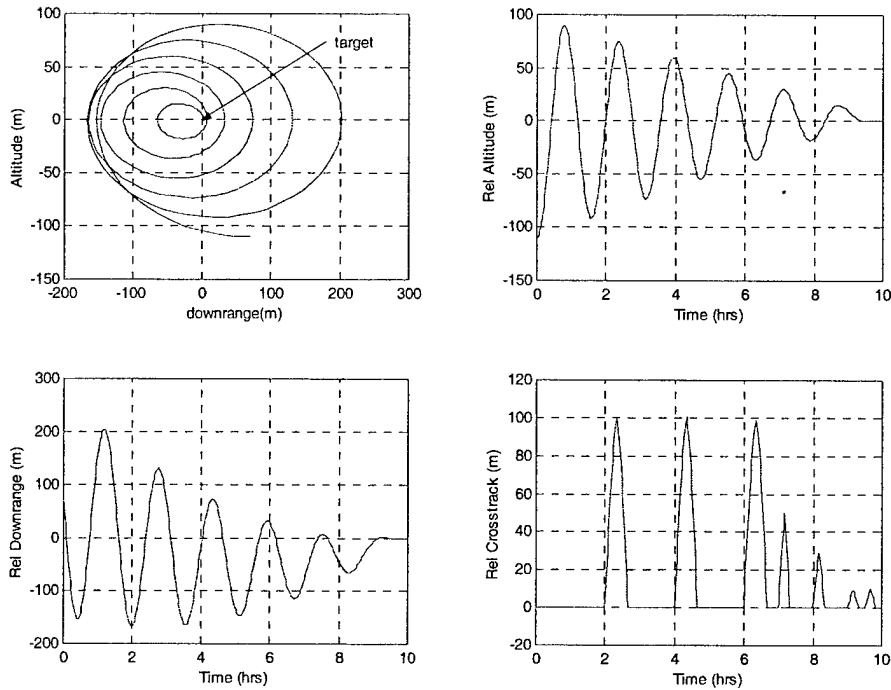 100
50
0
-50
-100
-150
-200 -100 0 100 200 300
Altitude (m)
downrange(m)
target
100
50
0
-50
-100
-150
0 2 4 6 8 10
Rel Altitude (m)
Time (hrs)
300
200
100
0
-100
-200
0 2 4 6 8 10
Rel Downrange (m)
Time (hrs)
120
100
80
60
40
20
0
-20
0 2 4 6 8 10
Rel Crosstrack (m)
Time (hrs)